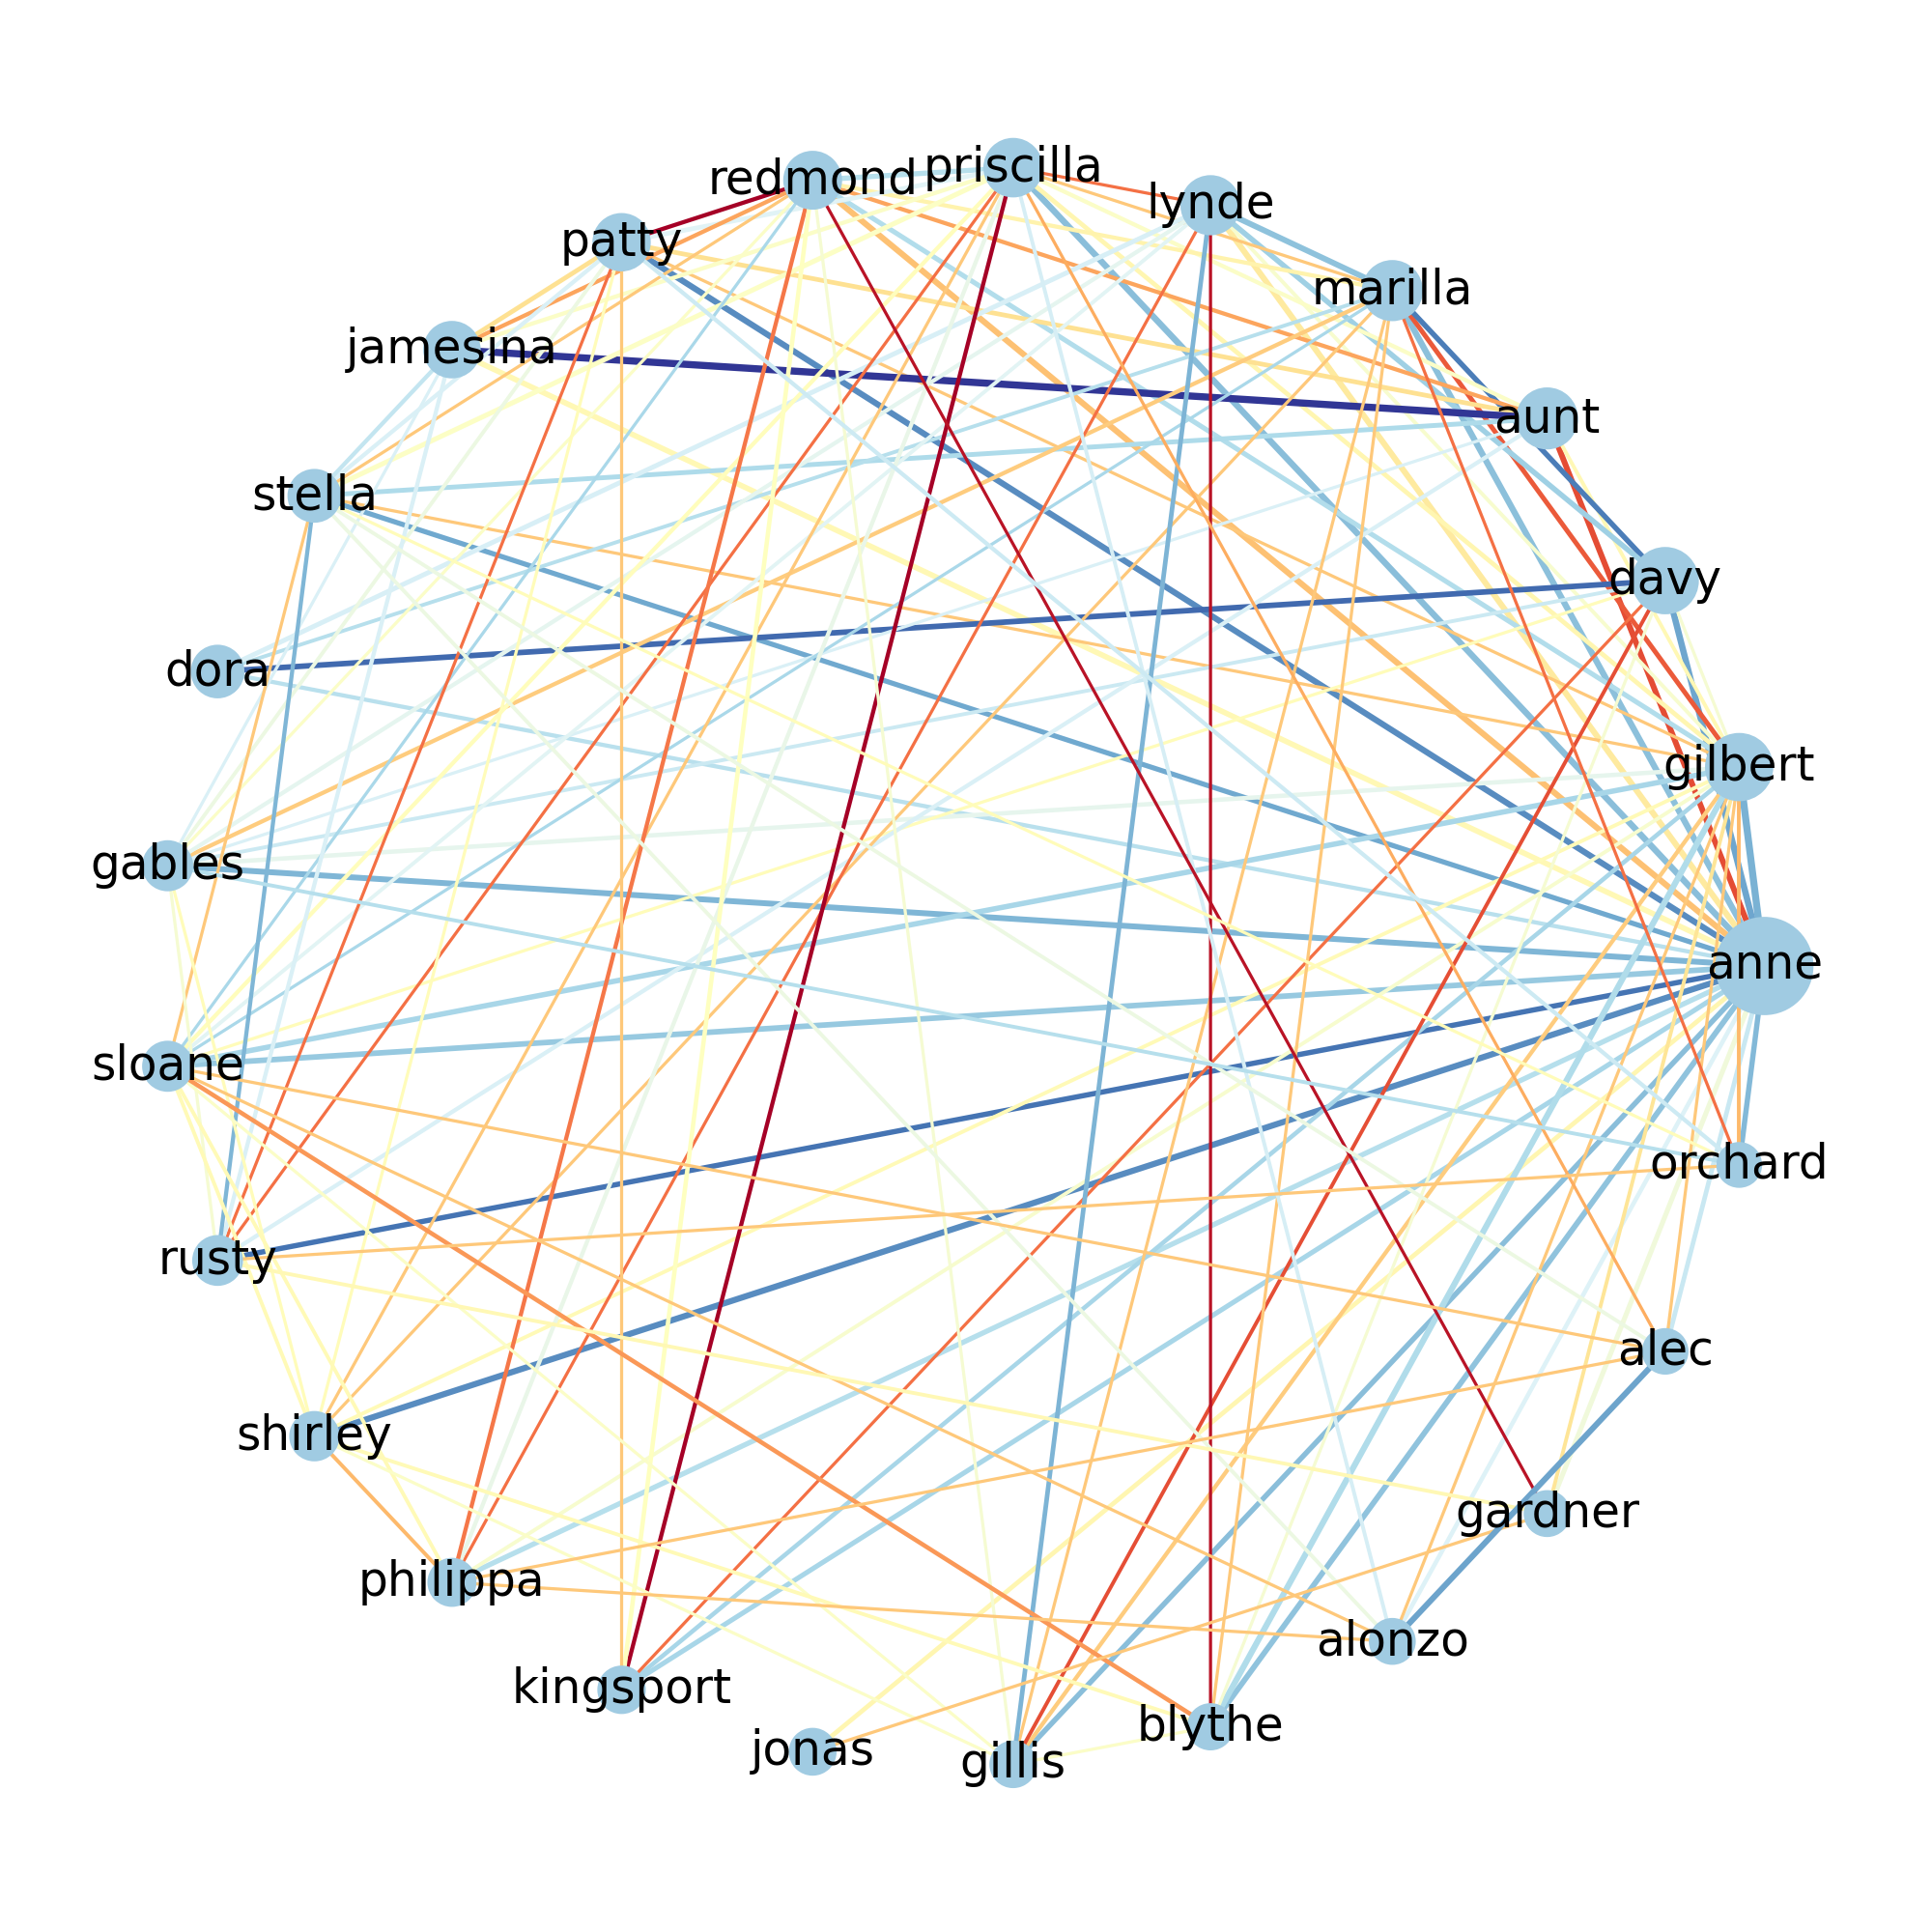 priscilla
redmond
lynde
patty
marilla
jamesina
aunt
stella
davy
dora
gilbert
gables
anne
sloane
orchard
rusty
alec
shirley
gardner
philippa
alonzo
kingsport
blythe
jonas
gillis